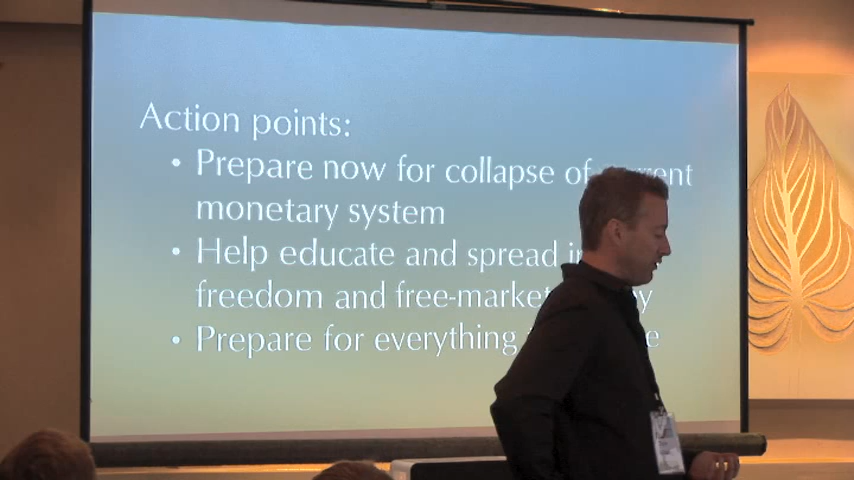 Action points:
• Prepare now for collapse of current
monetary system
• Help educate and spread
freedom and free-market
• Prepare for everything